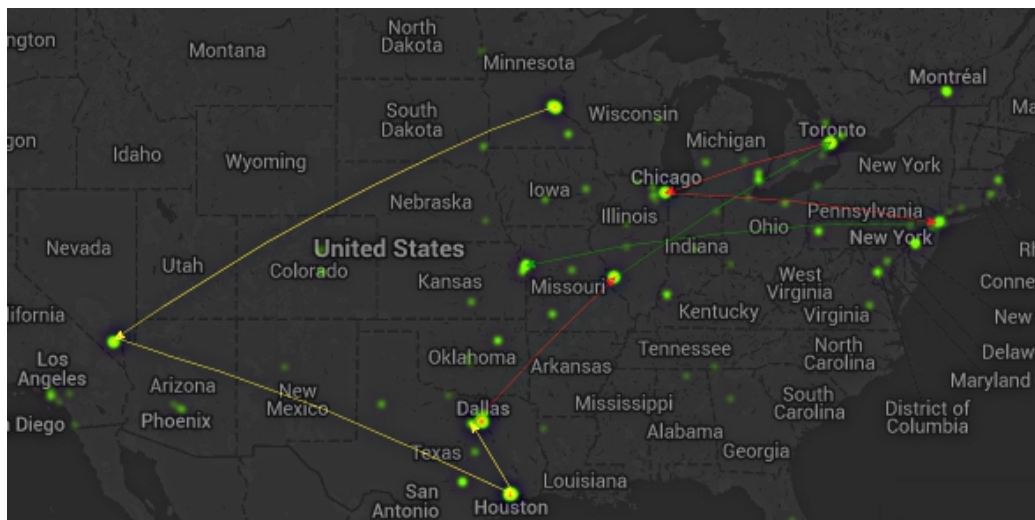 ngton
Montana
North
Dakota
Minnesota
Montréal
Ma
gon
Idaho
South
Dakota
Wisconsin
Michigan
Toronto
Wyoming
New York
Chicago
Iowa
Nebraska
Illinois
Pennsylvania
Nevada
Utah
United States
Colorado
Kansas
Missouri
Indiana
Ohio
New York
West
Virginia
RI
Conne
alifornia
Kentucky
Virginia
New
Los
Angeles
Arizona
New
Mexico
Oklahoma
Arkansas
Tennessee
North
Carolina
Delaw
Maryland
n Diego
Phoenix
Dallas
Mississippi
South
Carolina
District of
Columbia
Texas
Alabama
Georgia
San
Antonio
Houston
Louisiana